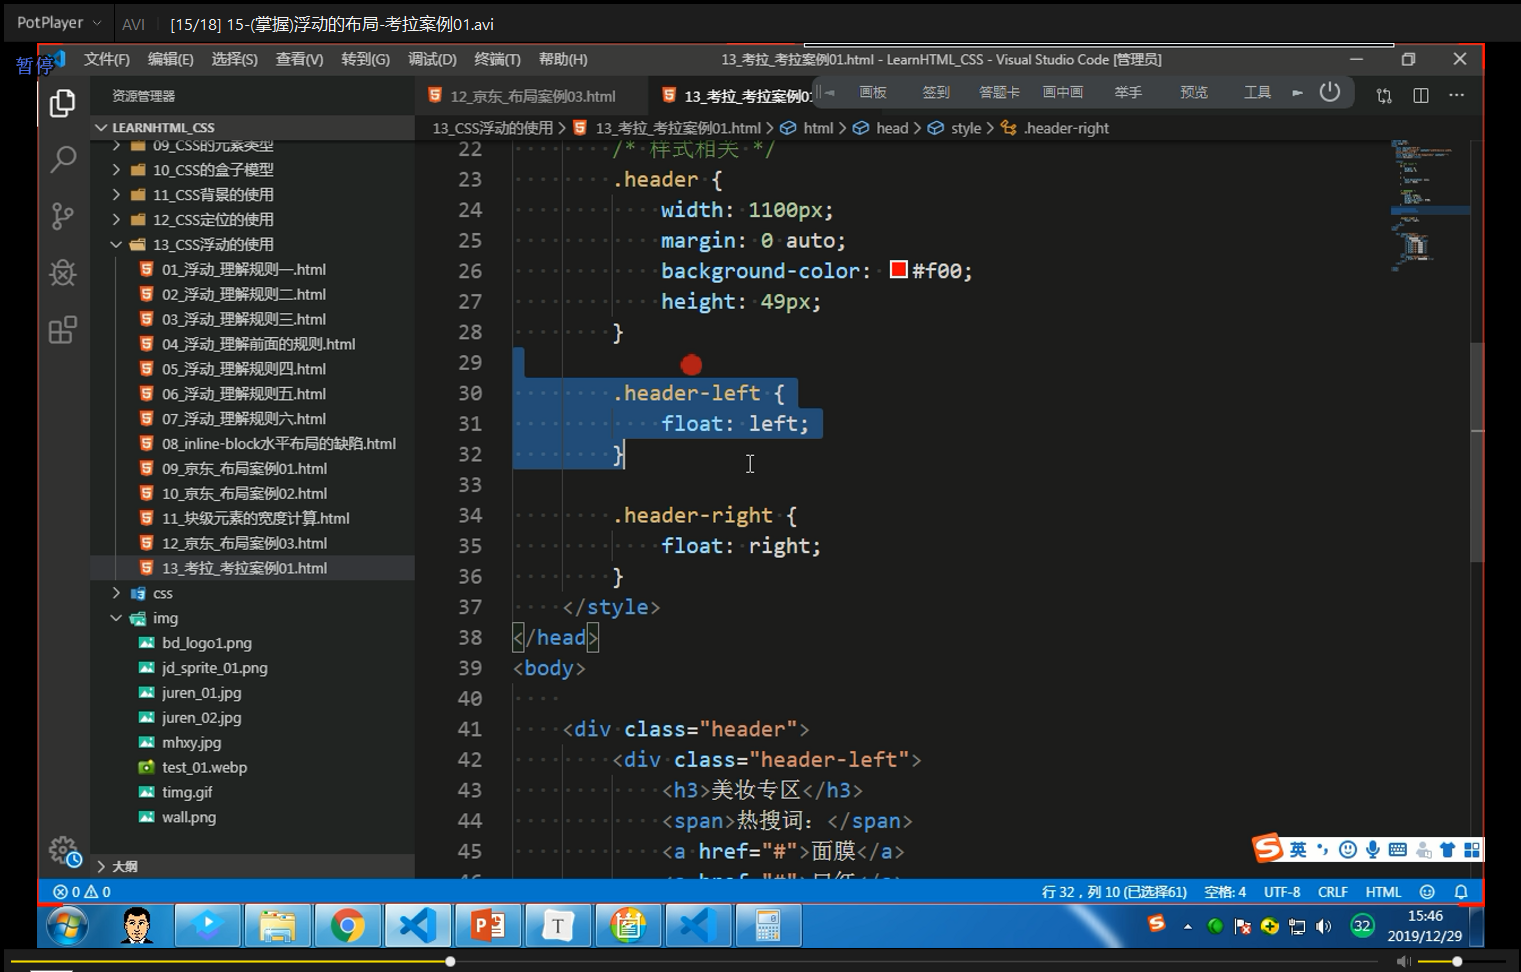 PotPlayer
AVI
[15/18] 15-(掌握)浮动的布局-考拉案例01.avi
暂停
文件(F) 编辑(E) 选择(S) 查看(V) 转到(G) 调试(D) 终端(T) 帮助(H)
13_考拉_考拉案例01.html - LearnHTML_CSS - Visual Studio Code [管理员]
资源管理器
12_京东_布局案例03.html
13_考拉_考拉案例01
画板 签到 答题卡 画中画 举手 预览 工具
LEARNHTML_CSS
13_CSS浮动的使用 > 13_考拉_考拉案例01.html > html > head > style > .header-right
09_CSS的元素类型
10_CSS的盒子模型
11_CSS背景的使用
12_CSS定位的使用
13_CSS浮动的使用
01_浮动_理解规则一.html
02_浮动_理解规则二.html
03_浮动_理解规则三.html
04_浮动_理解前面的规则.html
05_浮动_理解规则四.html
06_浮动_理解规则五.html
07_浮动_理解规则六.html
08_inline-block水平布局的缺陷.html
09_京东_布局案例01.html
10_京东_布局案例02.html
11_块级元素的宽度计算.html
12_京东_布局案例03.html
13_考拉_考拉案例01.html
css
img
bd_logo1.png
jd_sprite_01.png
juren_01.jpg
juren_02.jpg
mhxy.jpg
test_01.webp
timg.gif
wall.png
大纲
22 /* 样式相关 */
23 .header {
24 width: 1100px;
25 margin: 0 auto;
26 background-color: #f00;
27 height: 49px;
28 }
29
30 .header-left {
31 float: left;
32 }
33
34 .header-right {
35 float: right;
36 }
37 </style>
38 </head>
39 <body>
40
41 <div class="header">
42 <div class="header-left">
43 <h3>美妆专区</h3>
44 <span>热搜词：</span>
45 <a href="#">面膜</a>
英
0 0
行 32，列 10 (已选择61) 空格: 4 UTF-8 CRLF HTML
32
15:46
2019/12/29